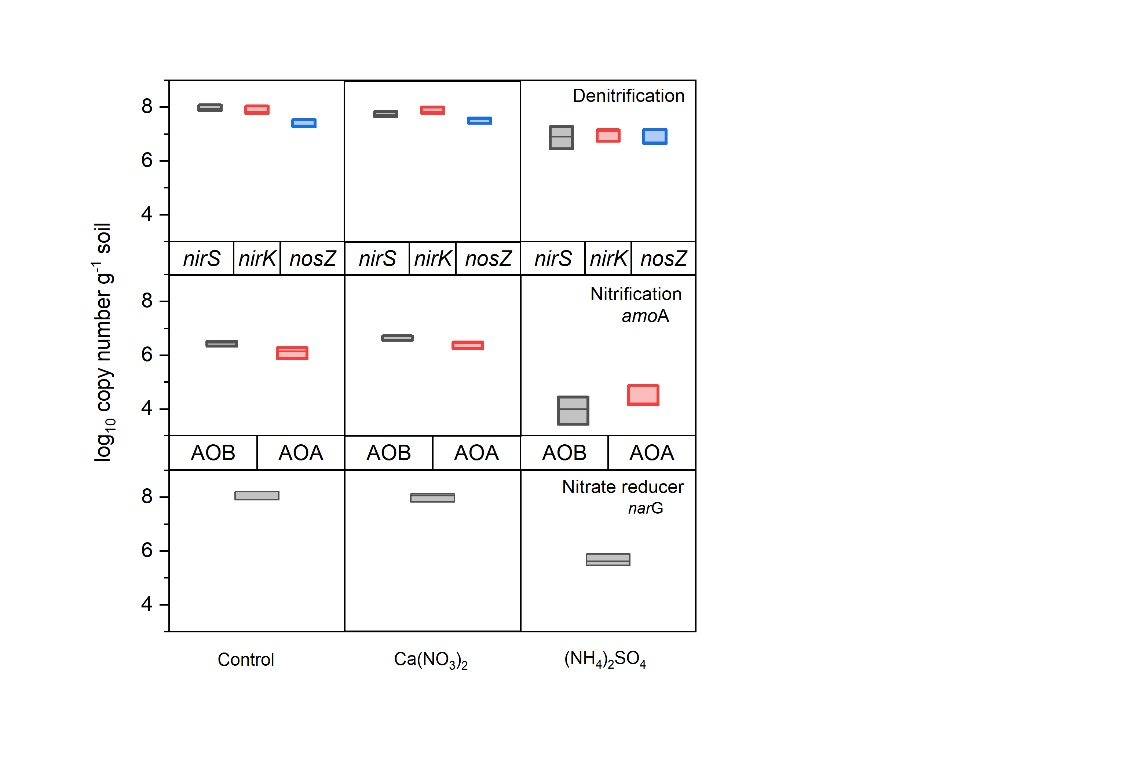 log₁₀ copy number g⁻¹ soil
8
6
4
Denitrification
nirS nirK nosZ nirS nirK nosZ nirS nirK nosZ
8
6
4
Nitrification
amoA
AOB AOA AOB AOA AOB AOA
8
6
4
Nitrate reducer
narG
Control Ca(NO₃)₂ (NH₄)₂SO₄